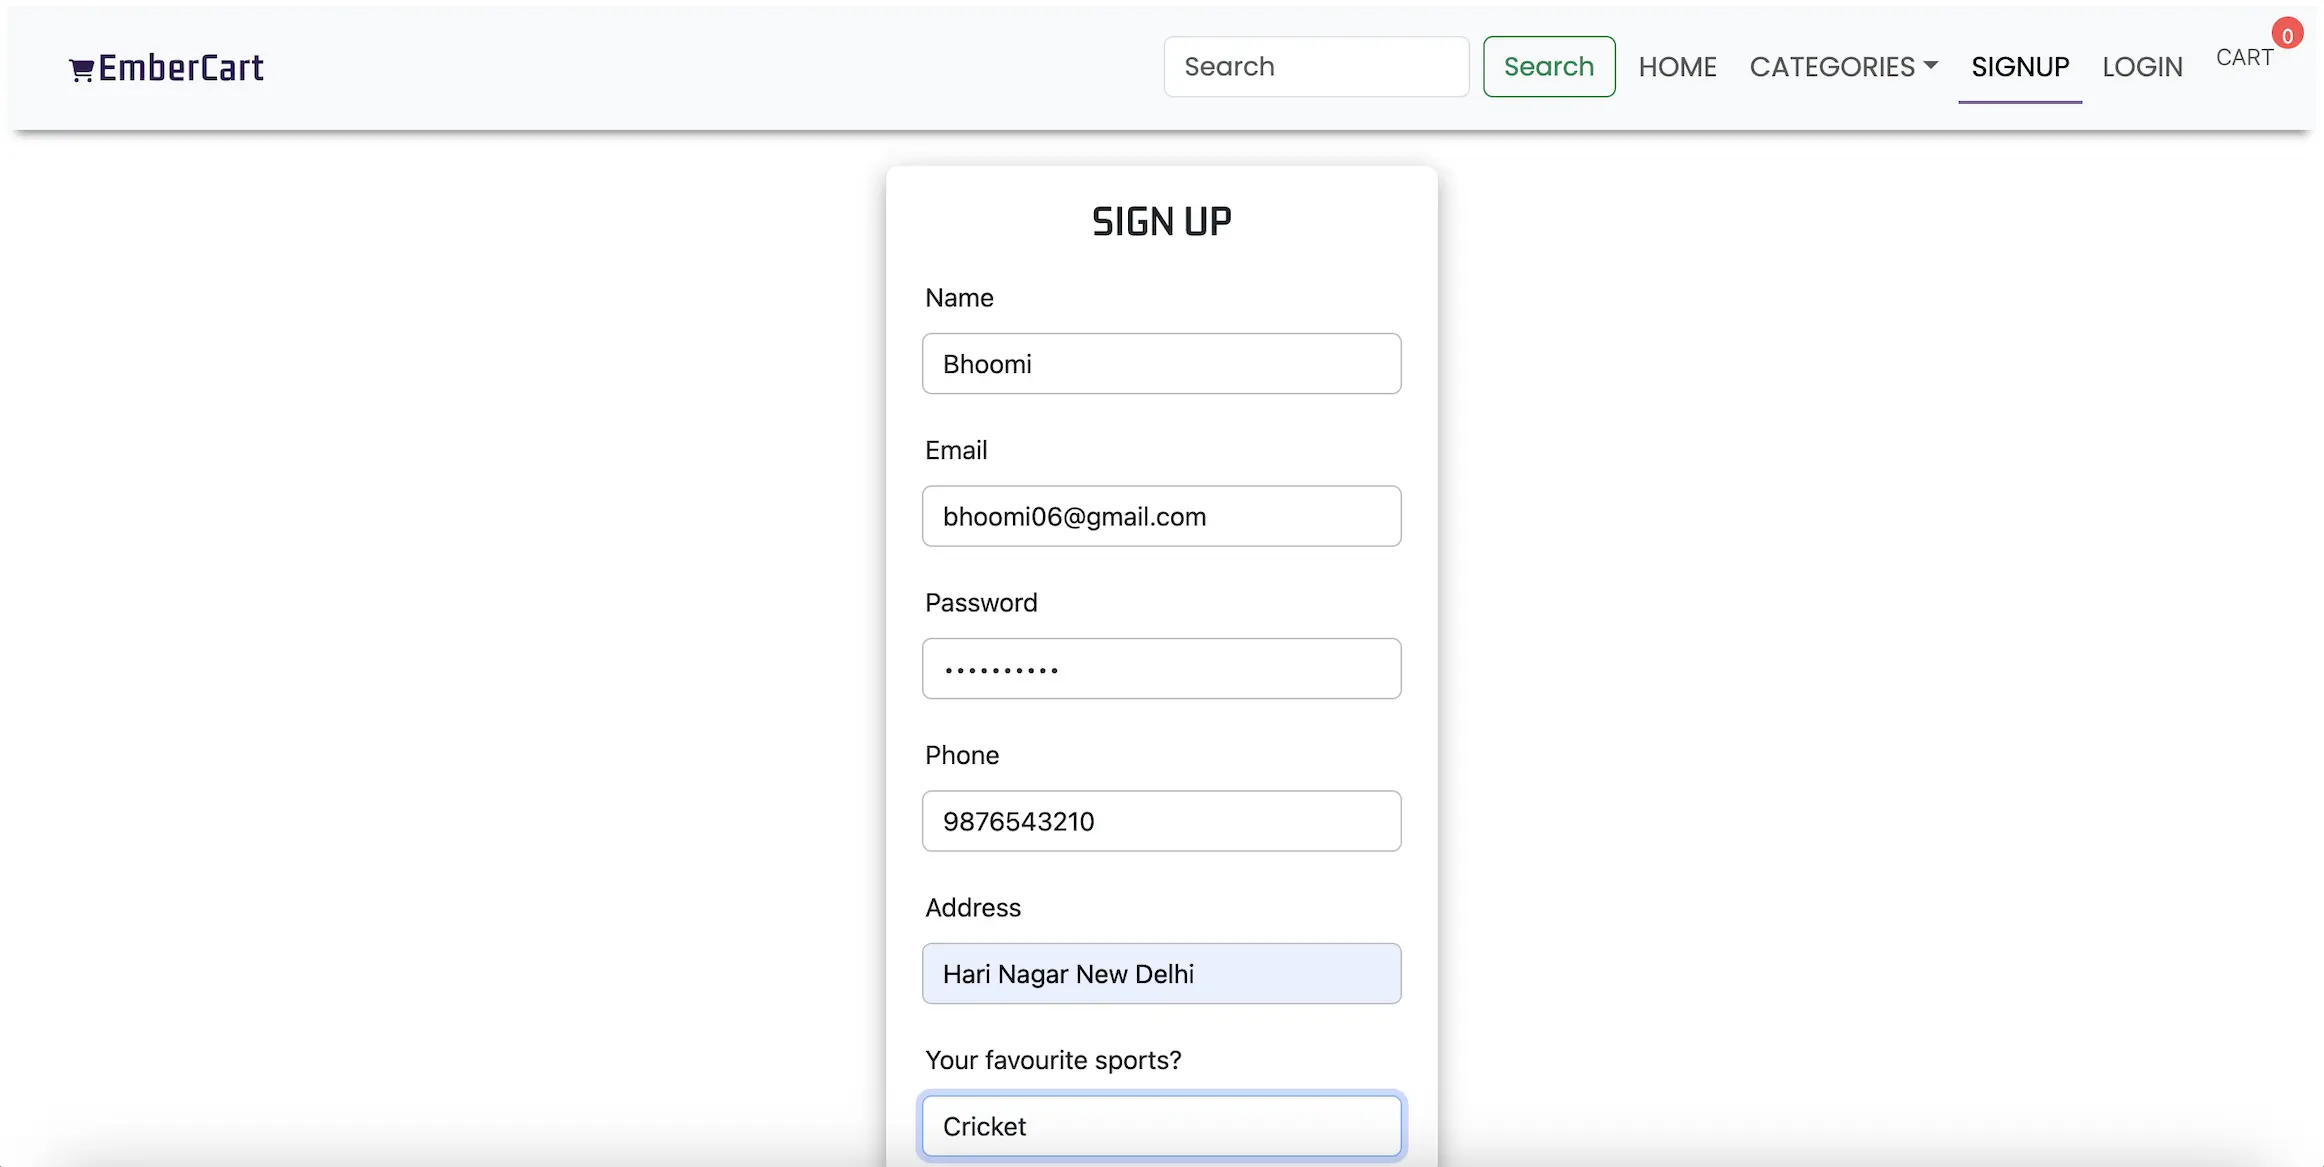 EmberCart
Search
Search
HOME
CATEGORIES
SIGNUP
LOGIN
CART
0
SIGN UP
Name
Bhoomi
Email
bhoomi06@gmail.com
Password
••••••••••
Phone
9876543210
Address
Hari Nagar New Delhi
Your favourite sports?
Cricket